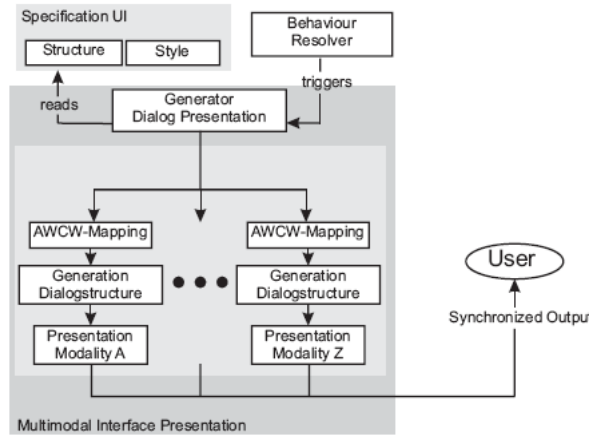 Specification UI
Structure
Style
Behaviour
Resolver
reads
triggers
Generator
Dialog Presentation
AWCW-Mapping
AWCW-Mapping
Generation
Dialogstructure
Generation
Dialogstructure
Presentation
Modality A
Presentation
Modality Z
User
Synchronized Output
Multimodal Interface Presentation